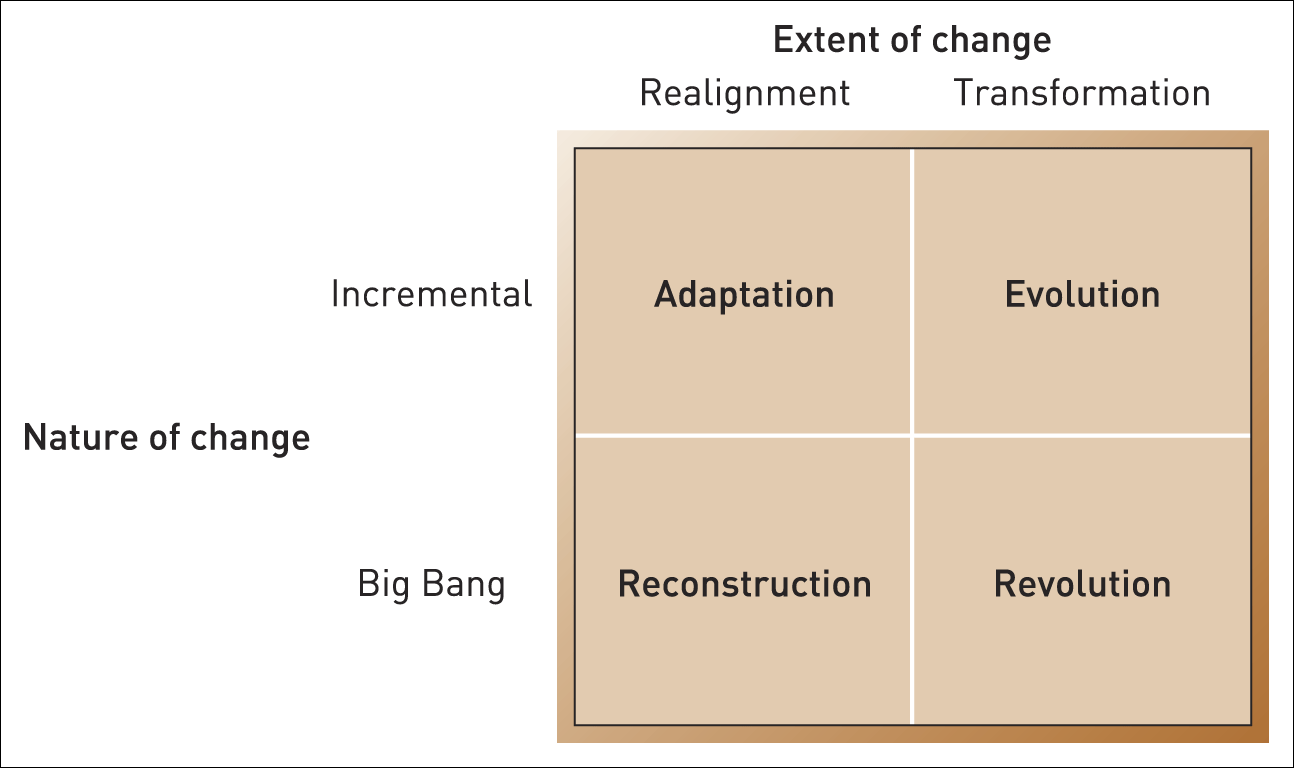 Extent of change
Realignment Transformation
Incremental Adaptation Evolution
Nature of change
Big Bang Reconstruction Revolution